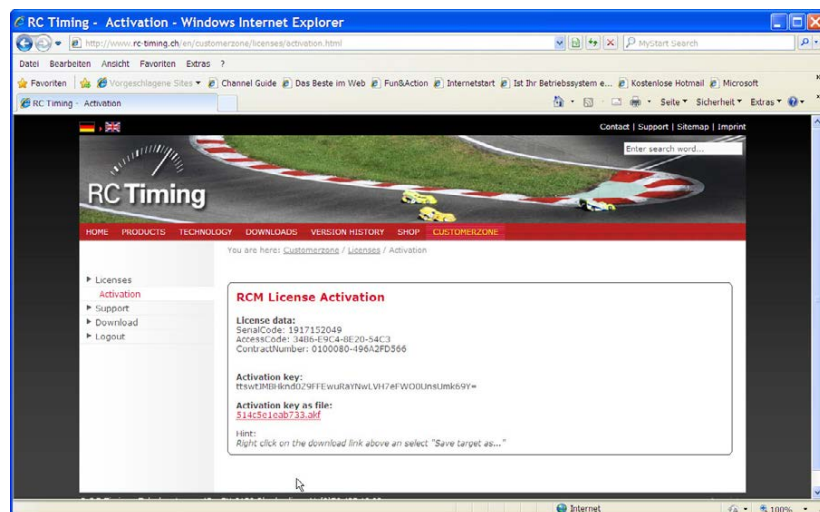 RC Timing - Activation - Windows Internet Explorer
http://www.rc-timing.ch/en/customerzone/licenses/activation.html
MyStart Search
Datei Bearbeiten Ansicht Favoriten Extras ?
Favoriten Vorgeschlagene Sites Channel Guide Das Beste im Web Fun&Action Internetstart Ist Ihr Betriebssystem e... Kostenlose Hotmail Microsoft
RC Timing - Activation
Seite Sicherheit Extras
Contact | Support | Sitemap | Imprint
Enter search word...
RC Timing
HOME PRODUCTS TECHNOLOGY DOWNLOADS VERSION HISTORY SHOP CUSTOMERZONE
You are here: Customerzone / Licenses / Activation
Licenses
Activation
Support
Download
Logout
RCM License Activation
License data:
SerialCode: 1917152049
AccessCode: 34B6-E9C4-8E20-54C3
ContractNumber: 0100080-496A2FD566
Activation key:
Activation key as file:
514c5e1eab733.akf
Hint:
Right click on the download link above an select "Save target as..."
Internet
100%